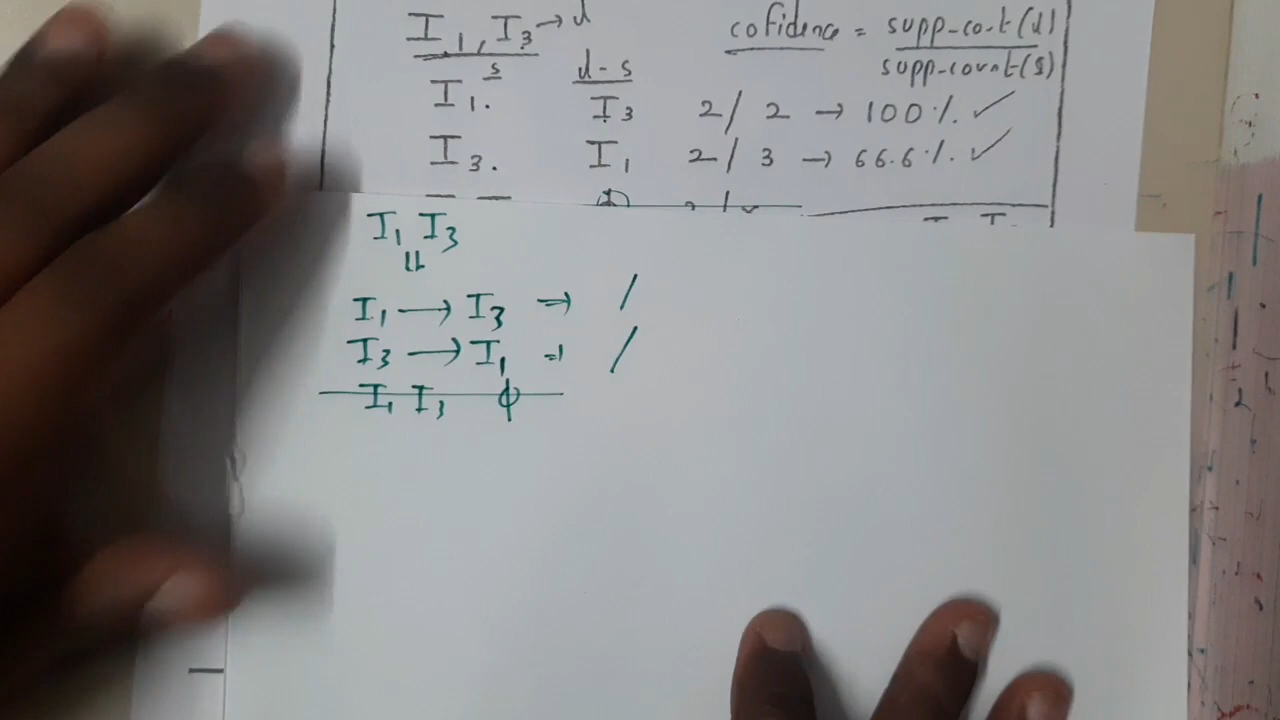 I1, I3 → d
cofidence = supp-cont(d)
supp-count(s)
s d-s
I1. I3 2/2 → 100%. ✓
I3. I1 2/3 → 66.6%. ✓
I1 I3
I1 → I3 ⇒ /
I3 → I1 ⇒ /
I1 I3 ϕ